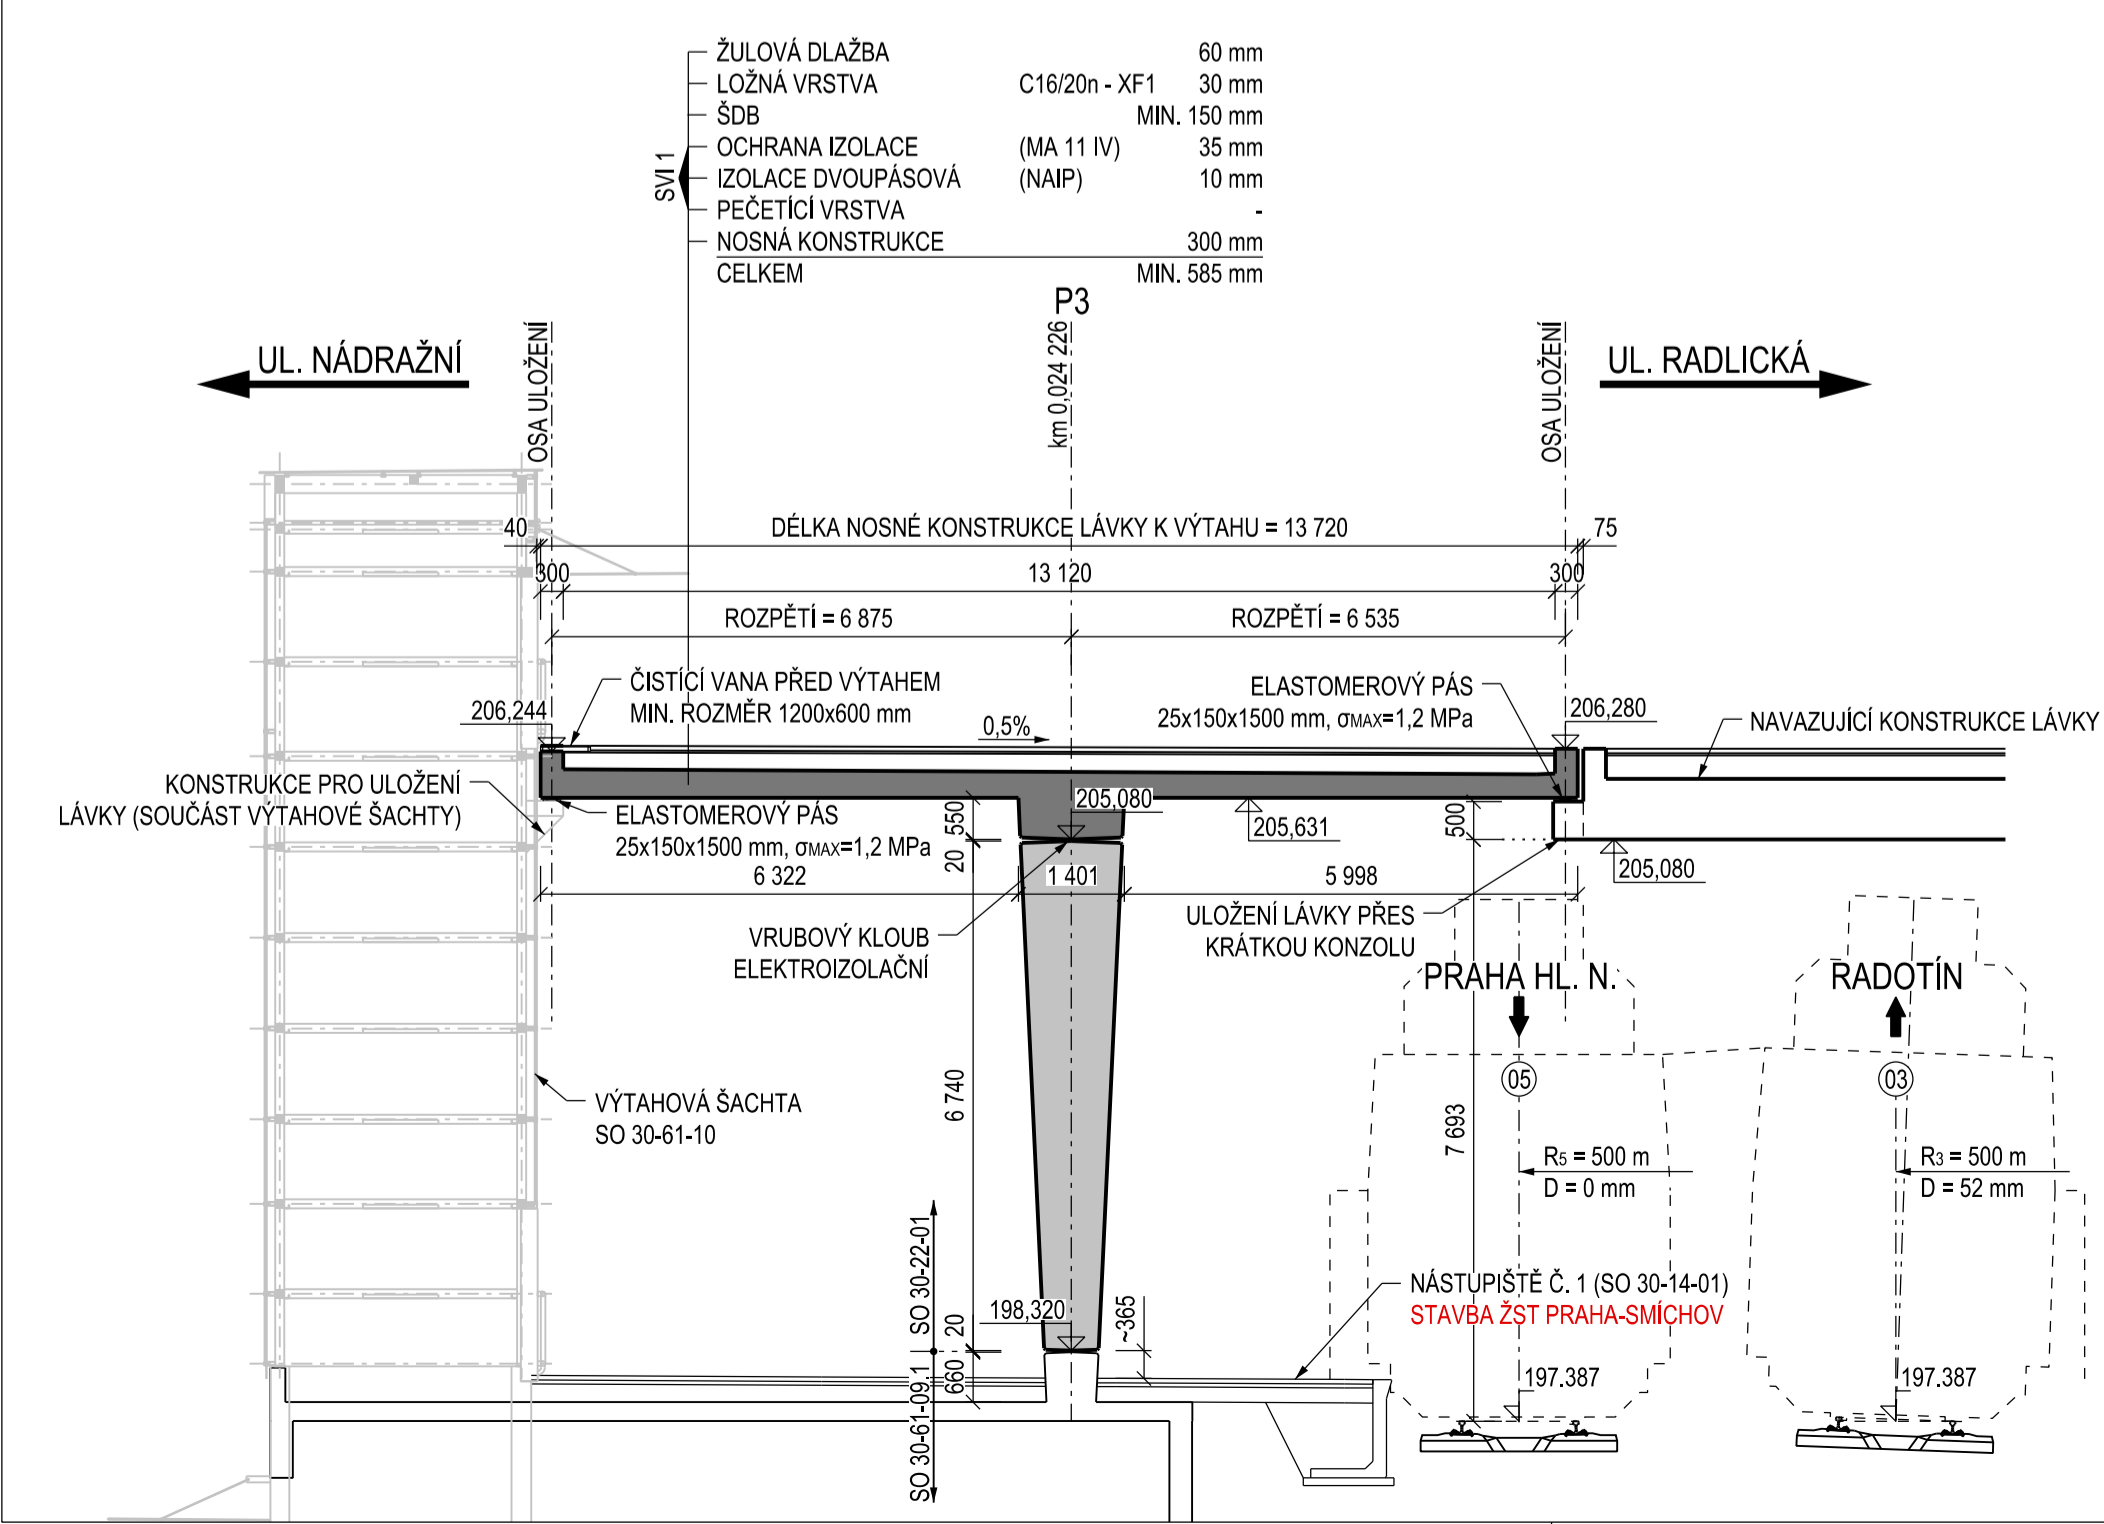 ŽULOVÁ DLAŽBA 60 mm
LOŽNÁ VRSTVA C16/20n - XF1 30 mm
ŠDB MIN. 150 mm
OCHRANA IZOLACE (MA 11 IV) 35 mm
IZOLACE DVOUPÁSOVÁ (NAIP) 10 mm
PEČETÍCÍ VRSTVA -
NOSNÁ KONSTRUKCE 300 mm
CELKEM MIN. 585 mm
SVI 1
P3
km 0,024 226
OSA ULOŽENÍ
OSA ULOŽENÍ
UL. NÁDRAŽNÍ
UL. RADLICKÁ
40
DÉLKA NOSNÉ KONSTRUKCE LÁVKY K VÝTAHU = 13 720
75
300
13 120
300
ROZPĚTÍ = 6 875
ROZPĚTÍ = 6 535
ČISTÍCÍ VANA PŘED VÝTAHEM
MIN. ROZMĚR 1200x600 mm
206,244
0,5%
ELASTOMEROVÝ PÁS
25x150x1500 mm, σMAX=1,2 MPa
206,280
NAVAZUJÍCÍ KONSTRUKCE LÁVKY
KONSTRUKCE PRO ULOŽENÍ
LÁVKY (SOUČÁST VÝTAHOVÉ ŠACHTY)
ELASTOMEROVÝ PÁS
25x150x1500 mm, σMAX=1,2 MPa
550
20
205,080
205,631
500
205,080
6 322
1 401
5 998
VRUBOVÝ KLOUB
ELEKTROIZOLAČNÍ
ULOŽENÍ LÁVKY PŘES
KRÁTKOU KONZOLU
PRAHA HL. N.
RADOTÍN
05
03
6 740
7 693
VÝTAHOVÁ ŠACHTA
SO 30-61-10
R5 = 500 m
D = 0 mm
R3 = 500 m
D = 52 mm
SO 30-22-01
SO 30-61-09.1
20
660
198,320
~365
NÁSTUPIŠTĚ Č. 1 (SO 30-14-01)
STAVBA ŽST PRAHA-SMÍCHOV
197.387
197.387